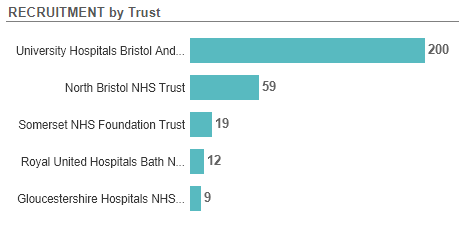 RECRUITMENT by Trust
University Hospitals Bristol And... 200
North Bristol NHS Trust 59
Somerset NHS Foundation Trust 19
Royal United Hospitals Bath N... 12
Gloucestershire Hospitals NHS... 9